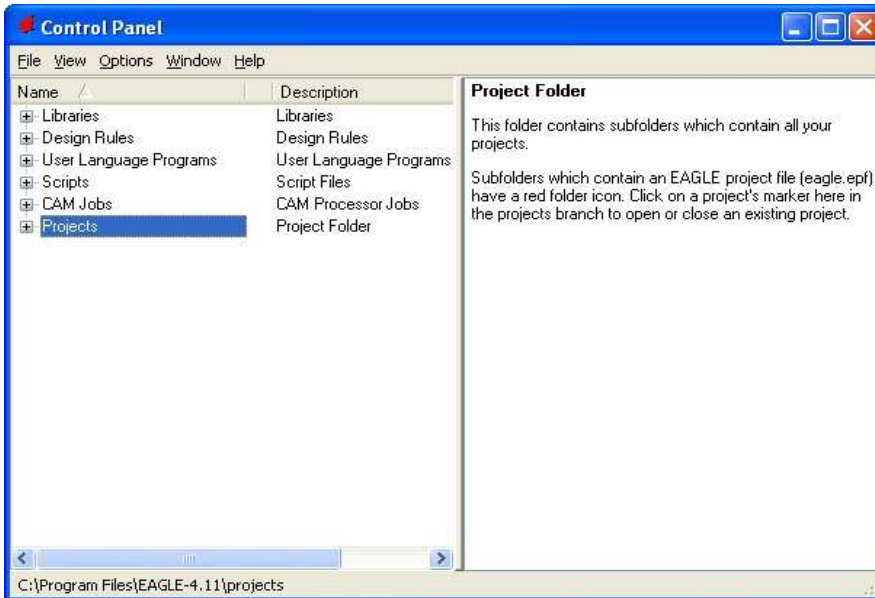 Control Panel
File View Options Window Help
Name Description
Libraries Libraries
Design Rules Design Rules
User Language Programs User Language Programs
Scripts Script Files
CAM Jobs CAM Processor Jobs
Projects Project Folder
Project Folder
This folder contains subfolders which contain all your
projects.
Subfolders which contain an EAGLE project file (eagle.epf)
have a red folder icon. Click on a project's marker here in
the projects branch to open or close an existing project.
C:\Program Files\EAGLE-4.11\projects